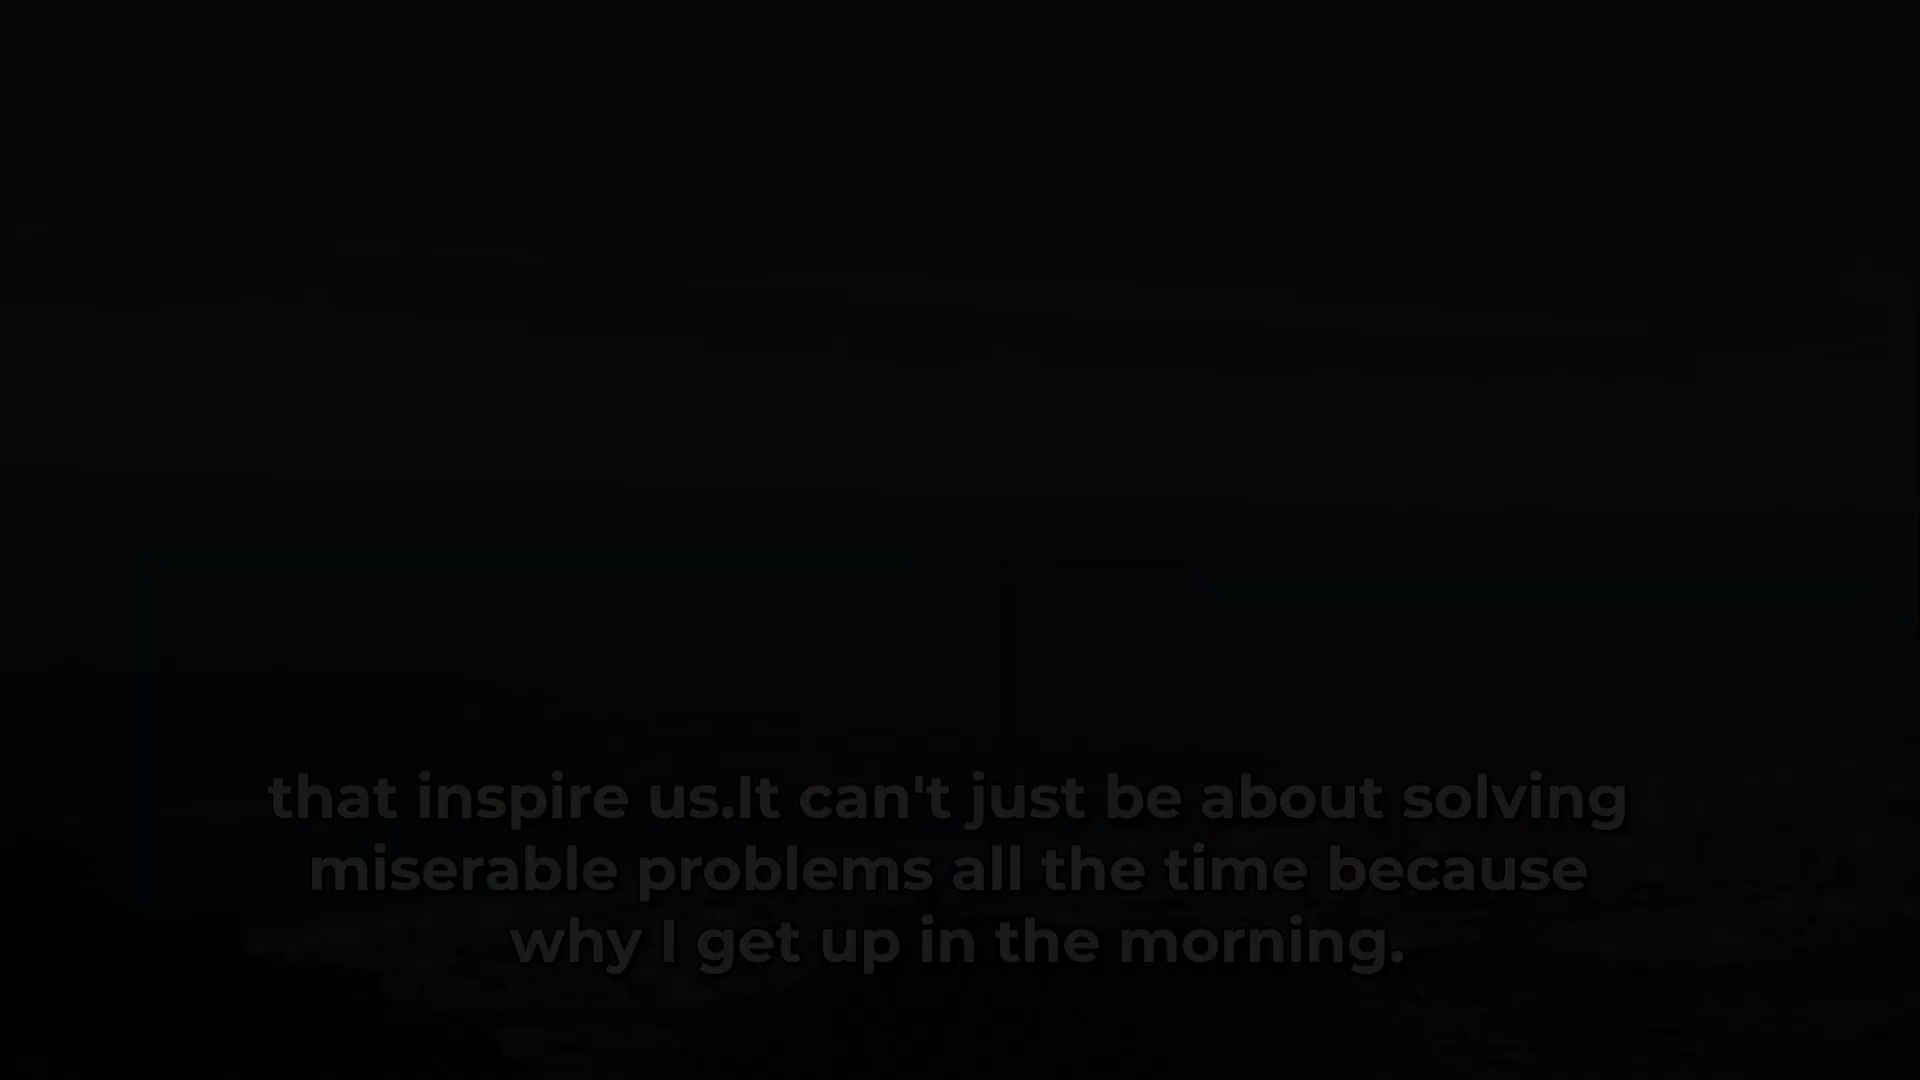 that inspire us.It can't just be about solving
miserable problems all the time because
why I get up in the morning.